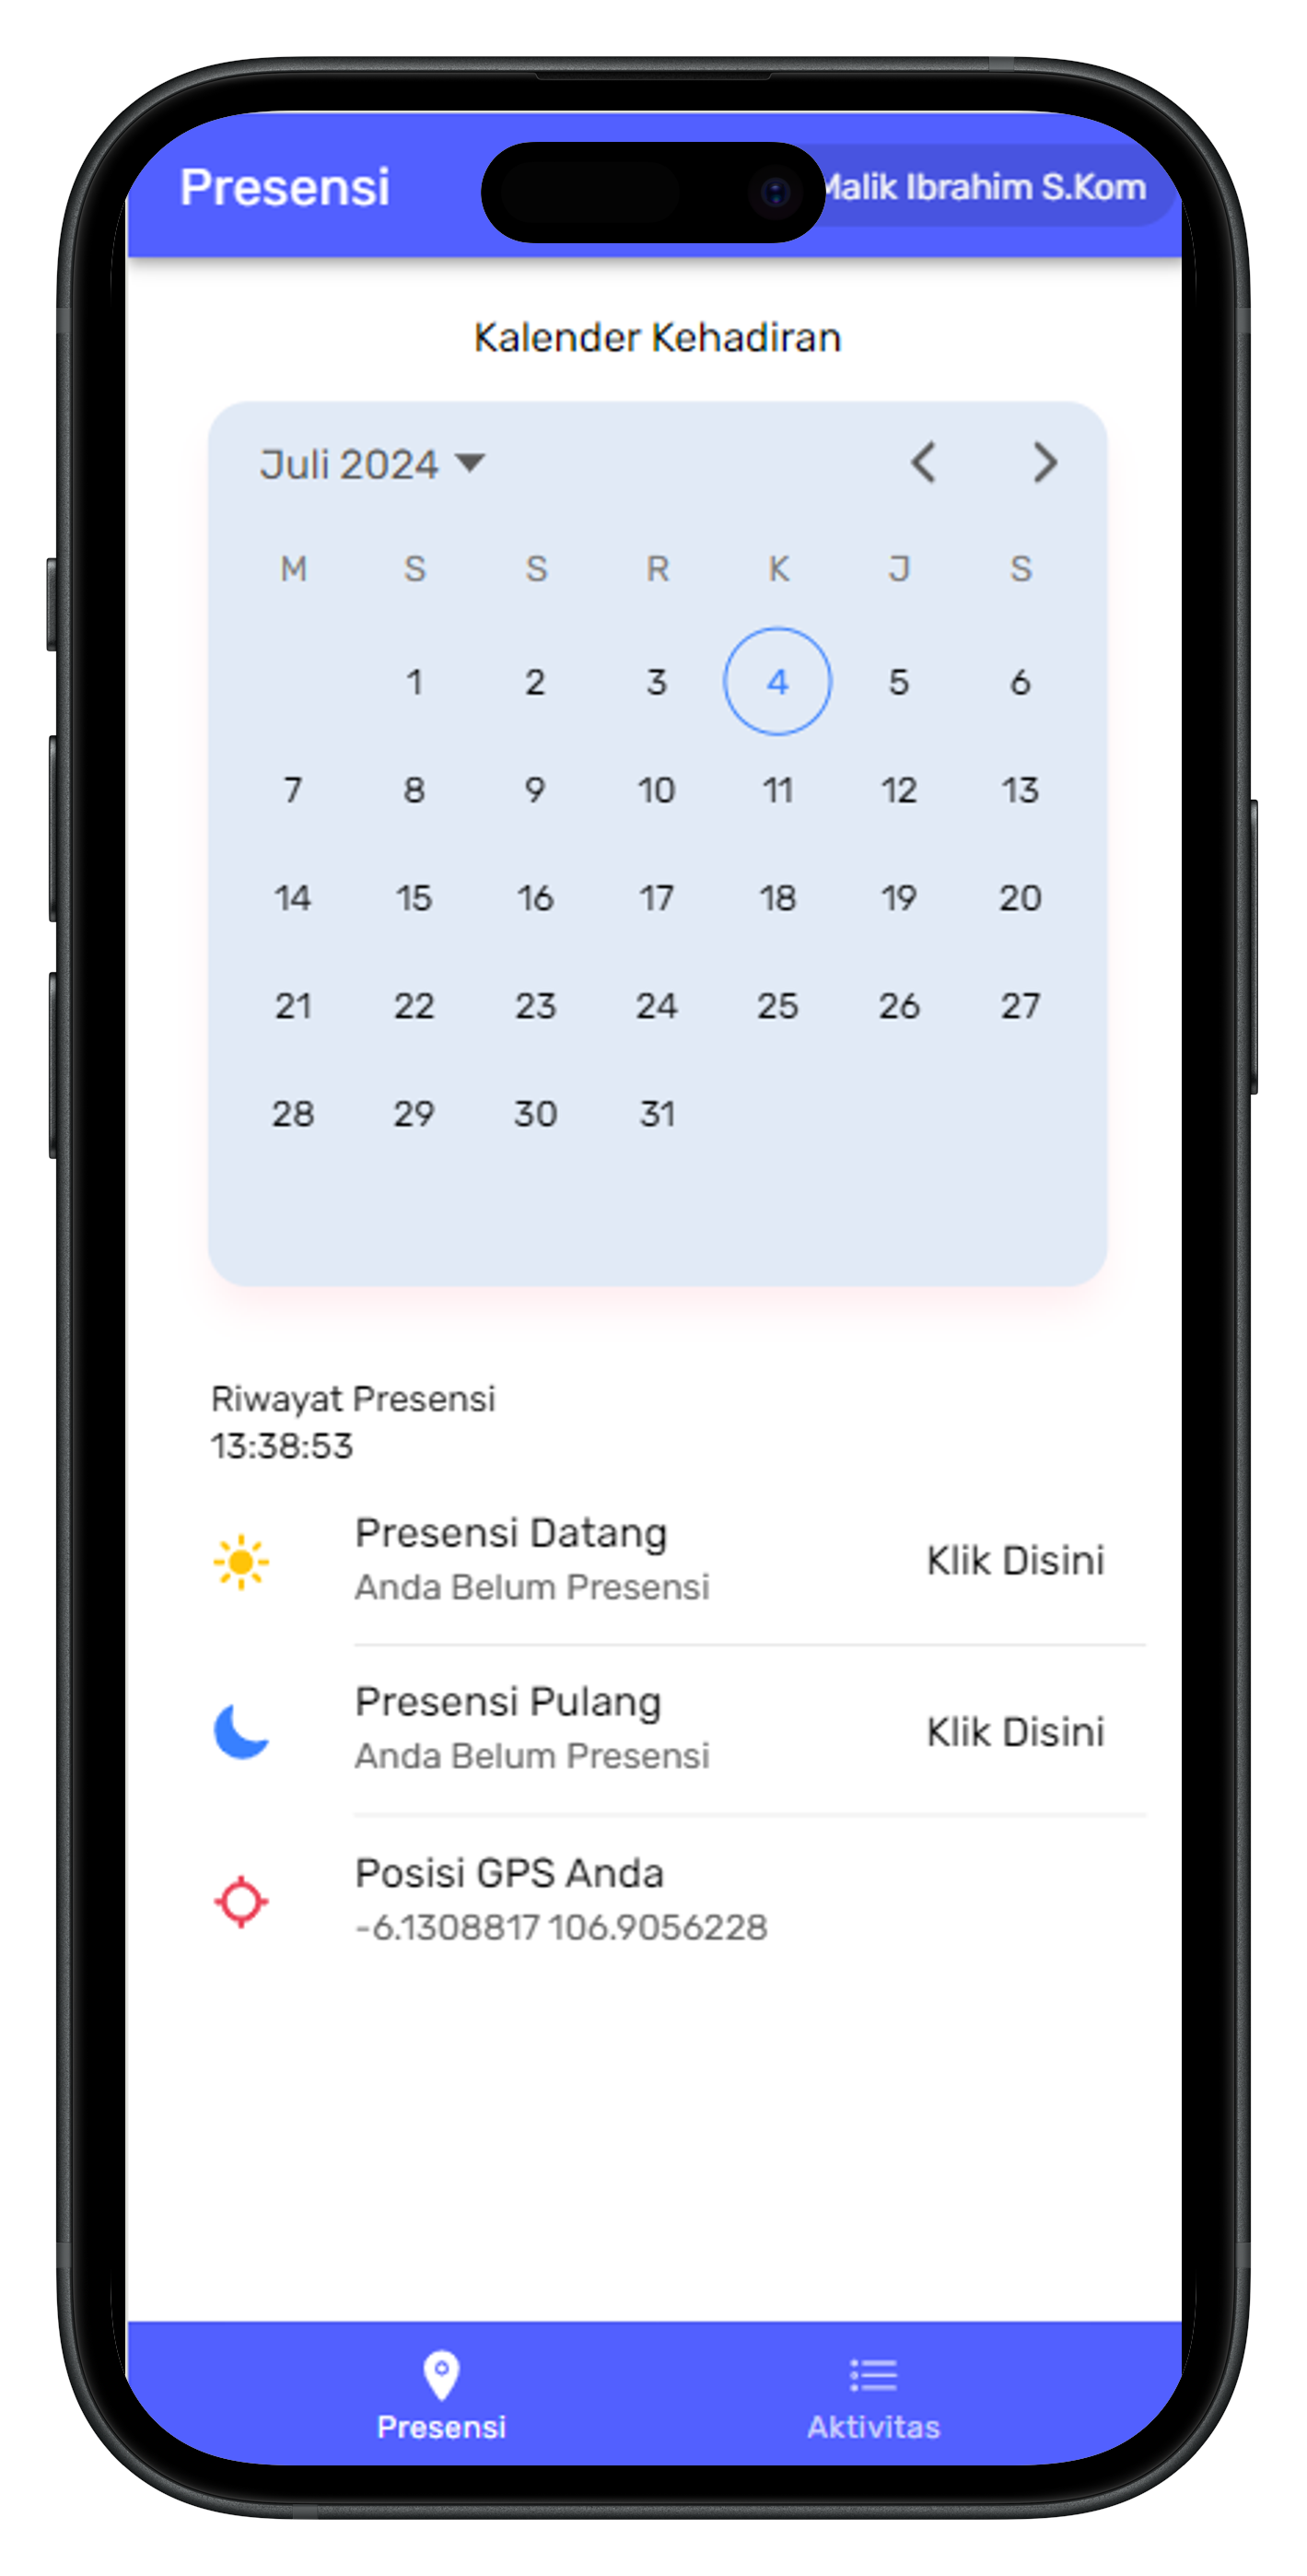 Presensi
Malik Ibrahim S.Kom
Kalender Kehadiran
Juli 2024
M S S R K J S
1 2 3 4 5 6
7 8 9 10 11 12 13
14 15 16 17 18 19 20
21 22 23 24 25 26 27
28 29 30 31
Riwayat Presensi
13:38:53
Presensi Datang
Anda Belum Presensi
Klik Disini
Presensi Pulang
Anda Belum Presensi
Klik Disini
Posisi GPS Anda
-6.1308817 106.9056228
Presensi
Aktivitas